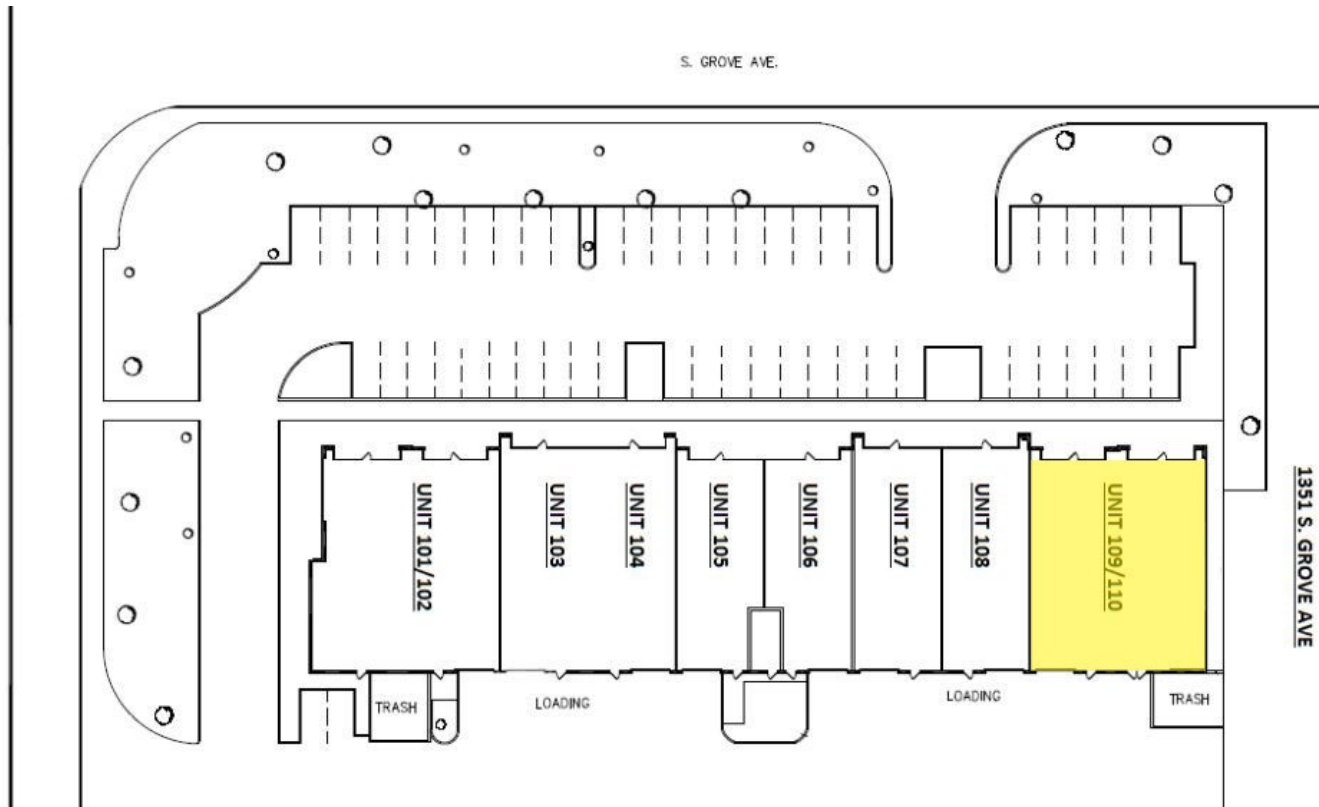 S. GROVE AVE.
UNIT 101/102
UNIT 103
UNIT 104
UNIT 105
UNIT 106
UNIT 107
UNIT 108
UNIT 109/110
1351 S. GROVE AVE
TRASH
LOADING
LOADING
TRASH